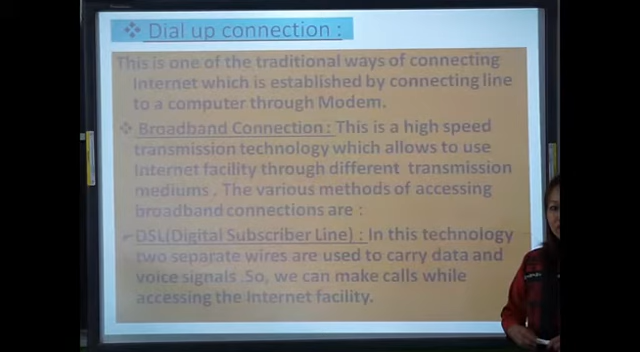 ❖ Dial up connection :
This is one of the traditional ways of connecting
Internet which is established by connecting line
to a computer through Modem.
❖ Broadband Connection : This is a high speed
transmission technology which allows to use
Internet facility through different transmission
mediums . The various methods of accessing
broadband connections are :
DSL(Digital Subscriber Line) : In this technology
two separate wires are used to carry data and
voice signals .So, we can make calls while
accessing the Internet facility.